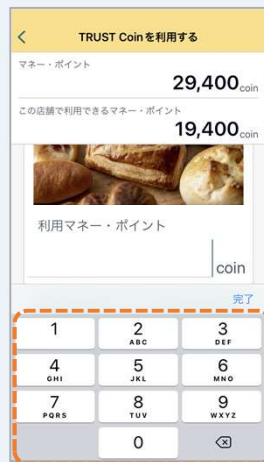 TRUST Coinを利用する
マネー・ポイント
29,400coin
この店舗で利用できるマネー・ポイント
19,400coin
利用マネー・ポイント
coin
完了
1 2 3
ABC DEF
4 5 6
GHI JKL MNO
7 8 9
PQRS TUV WXYZ
0